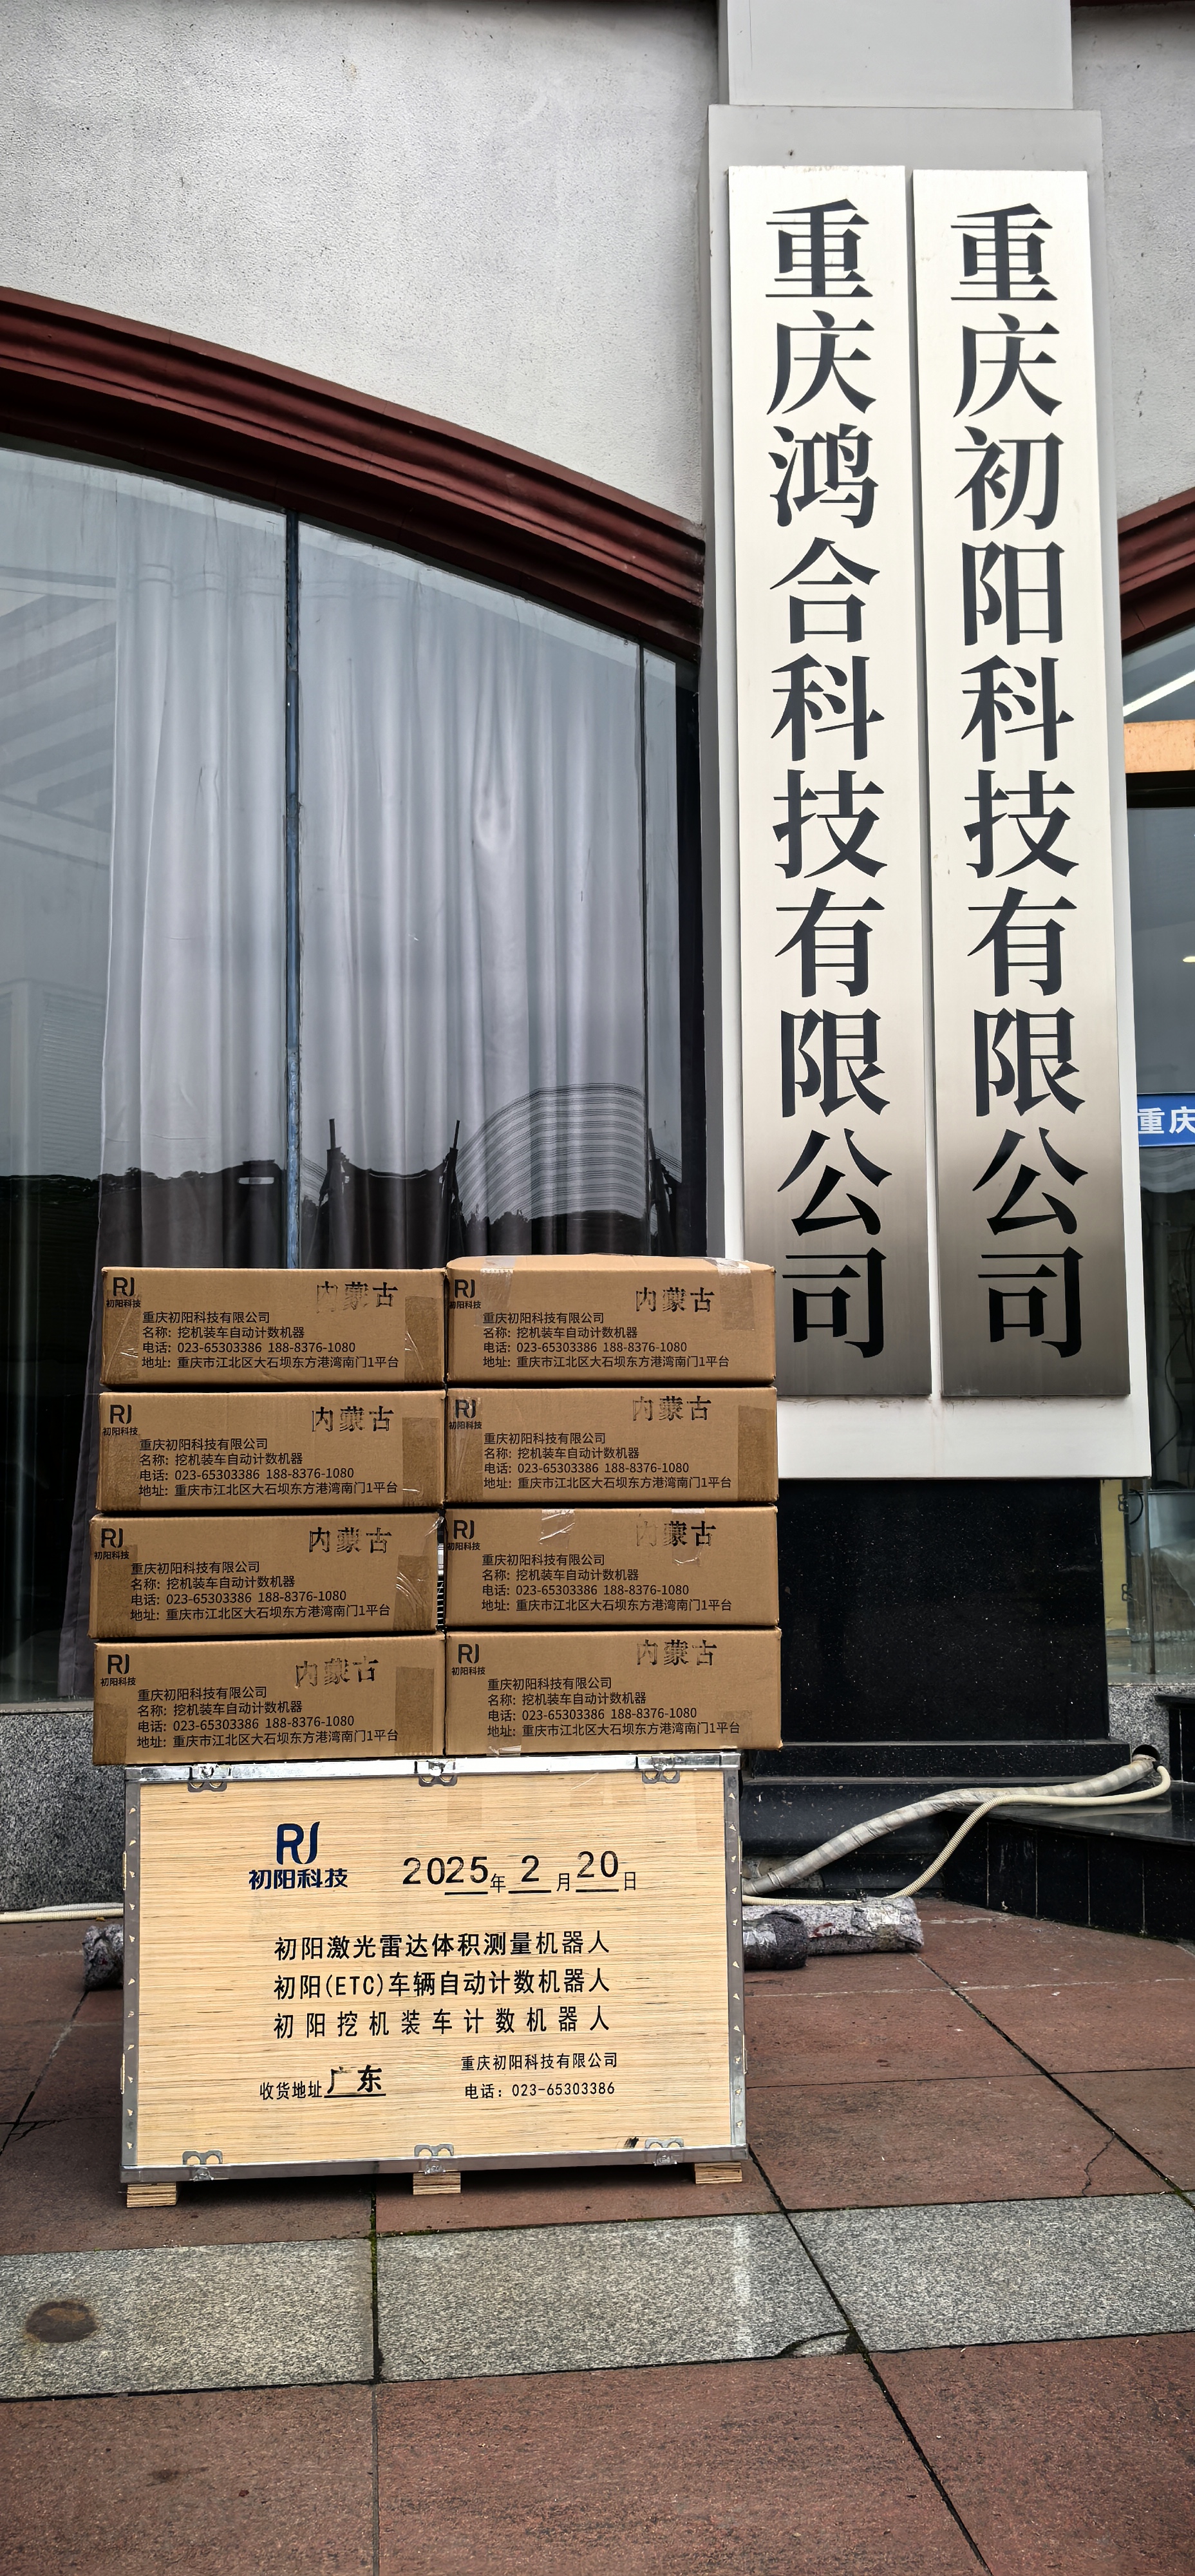 重庆鸿合科技有限公司
重庆初阳科技有限公司
重庆
RJ
初阳科技
内蒙古
重庆初阳科技有限公司
名称: 挖机装车自动计数机器
电话: 023-65303386 188-8376-1080
地址: 重庆市江北区大石坝东方港湾南门1平台
RJ
初阳科技
内蒙古
重庆初阳科技有限公司
名称: 挖机装车自动计数机器
电话: 023-65303386 188-8376-1080
地址: 重庆市江北区大石坝东方港湾南门1平台
RJ
初阳科技
内蒙古
重庆初阳科技有限公司
名称: 挖机装车自动计数机器
电话: 023-65303386 188-8376-1080
地址: 重庆市江北区大石坝东方港湾南门1平台
RJ
初阳科技
内蒙古
重庆初阳科技有限公司
名称: 挖机装车自动计数机器
电话: 023-65303386 188-8376-1080
地址: 重庆市江北区大石坝东方港湾南门1平台
RJ
初阳科技
内蒙古
重庆初阳科技有限公司
名称: 挖机装车自动计数机器
电话: 023-65303386 188-8376-1080
地址: 重庆市江北区大石坝东方港湾南门1平台
RJ
初阳科技
内蒙古
重庆初阳科技有限公司
名称: 挖机装车自动计数机器
电话: 023-65303386 188-8376-1080
地址: 重庆市江北区大石坝东方港湾南门1平台
RJ
初阳科技
内蒙古
重庆初阳科技有限公司
名称: 挖机装车自动计数机器
电话: 023-65303386 188-8376-1080
地址: 重庆市江北区大石坝东方港湾南门1平台
RJ
初阳科技
内蒙古
重庆初阳科技有限公司
名称: 挖机装车自动计数机器
电话: 023-65303386 188-8376-1080
地址: 重庆市江北区大石坝东方港湾南门1平台
RJ
初阳科技
2025年2月20日
初阳激光雷达体积测量机器人
初阳(ETC)车辆自动计数机器人
初阳挖机装车计数机器人
重庆初阳科技有限公司
收货地址广东
电话: 023-65303386